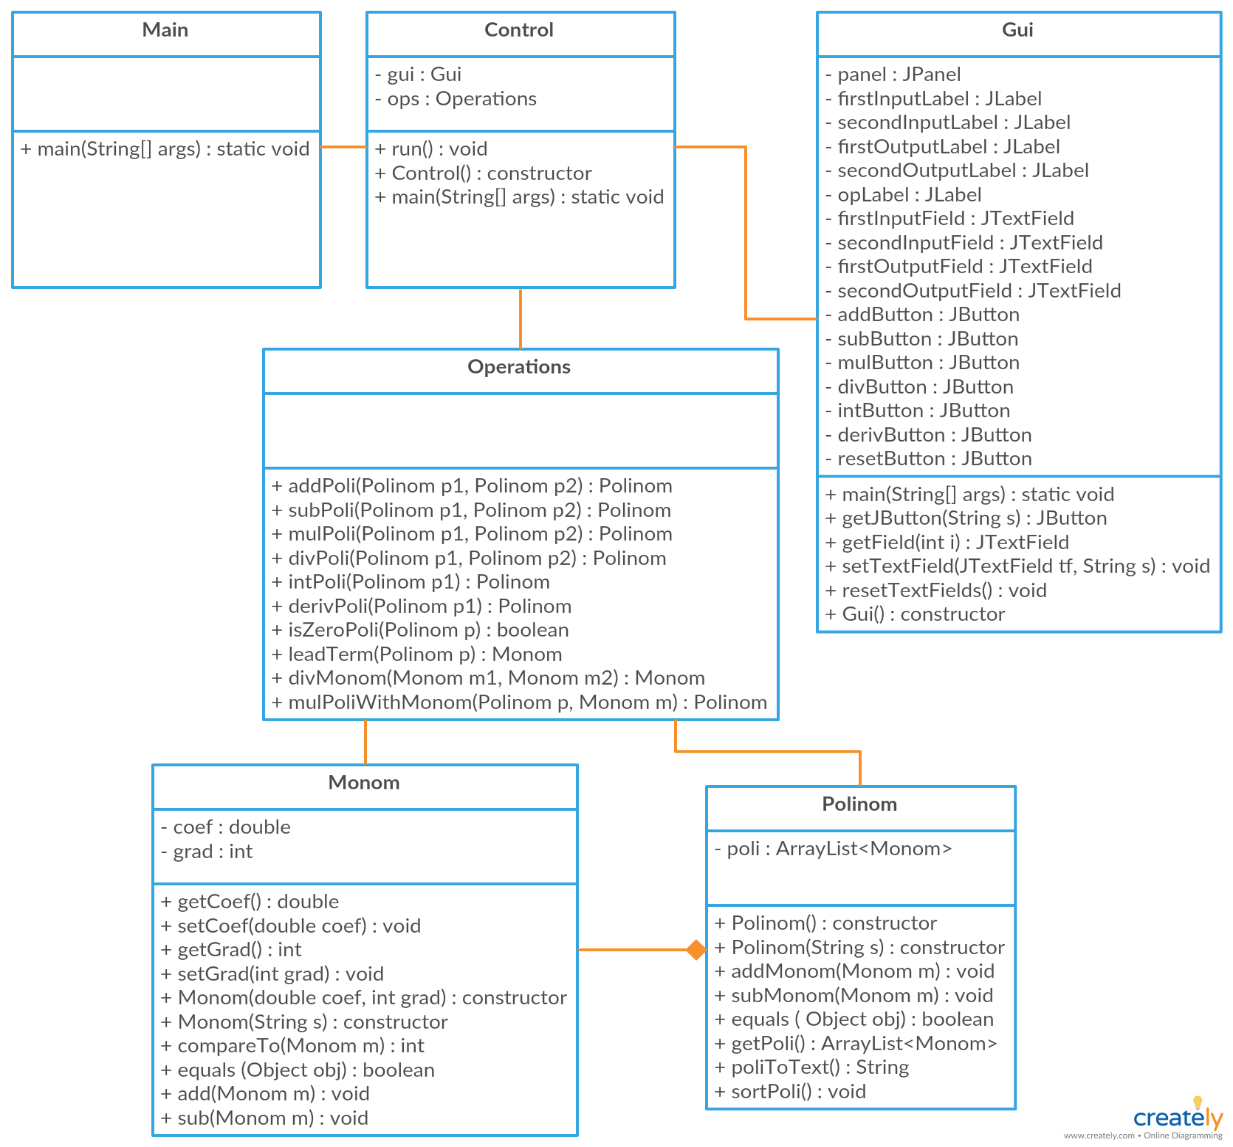 Main
+ main(String[] args) : static void
Control
- gui : Gui
- ops : Operations
+ run() : void
+ Control() : constructor
+ main(String[] args) : static void
Gui
- panel : JPanel
- firstInputLabel : JLabel
- secondInputLabel : JLabel
- firstOutputLabel : JLabel
- secondOutputLabel : JLabel
- opLabel : JLabel
- firstInputField : JTextField
- secondInputField : JTextField
- firstOutputField : JTextField
- secondOutputField : JTextField
- addButton : JButton
- subButton : JButton
- mulButton : JButton
- divButton : JButton
- intButton : JButton
- derivButton : JButton
- resetButton : JButton
+ main(String[] args) : static void
+ getJButton(String s) : JButton
+ getField(int i) : JTextField
+ setTextField(JTextField tf, String s) : void
+ resetTextFields() : void
+ Gui() : constructor
Operations
+ addPoli(Polinom p1, Polinom p2) : Polinom
+ subPoli(Polinom p1, Polinom p2) : Polinom
+ mulPoli(Polinom p1, Polinom p2) : Polinom
+ divPoli(Polinom p1, Polinom p2) : Polinom
+ intPoli(Polinom p1) : Polinom
+ derivPoli(Polinom p1) : Polinom
+ isZeroPoli(Polinom p) : boolean
+ leadTerm(Polinom p) : Monom
+ divMonom(Monom m1, Monom m2) : Monom
+ mulPoliWithMonom(Polinom p, Monom m) : Polinom
Monom
- coef : double
- grad : int
+ getCoef() : double
+ setCoef(double coef) : void
+ getGrad() : int
+ setGrad(int grad) : void
+ Monom(double coef, int grad) : constructor
+ Monom(String s) : constructor
+ compareTo(Monom m) : int
+ equals (Object obj) : boolean
+ add(Monom m) : void
+ sub(Monom m) : void
Polinom
- poli : ArrayList<Monom>
+ Polinom() : constructor
+ Polinom(String s) : constructor
+ addMonom(Monom m) : void
+ subMonom(Monom m) : void
+ equals ( Object obj) : boolean
+ getPoli() : ArrayList<Monom>
+ poliToText() : String
+ sortPoli() : void
creately
www.creately.com • Online Diagramming